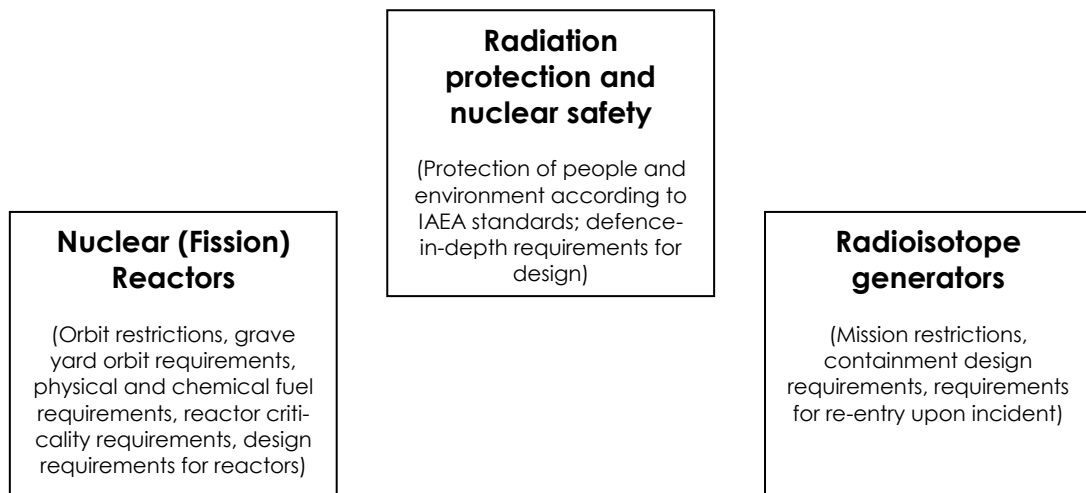 Radiation
protection and
nuclear safety
(Protection of people and
environment according to
IAEA standards; defence-
in-depth requirements for
design)
Nuclear (Fission)
Reactors
(Orbit restrictions, grave
yard orbit requirements,
physical and chemical fuel
requirements, reactor criti-
cality requirements, design
requirements for reactors)
Radioisotope
generators
(Mission restrictions,
containment design
requirements, requirements
for re-entry upon incident)